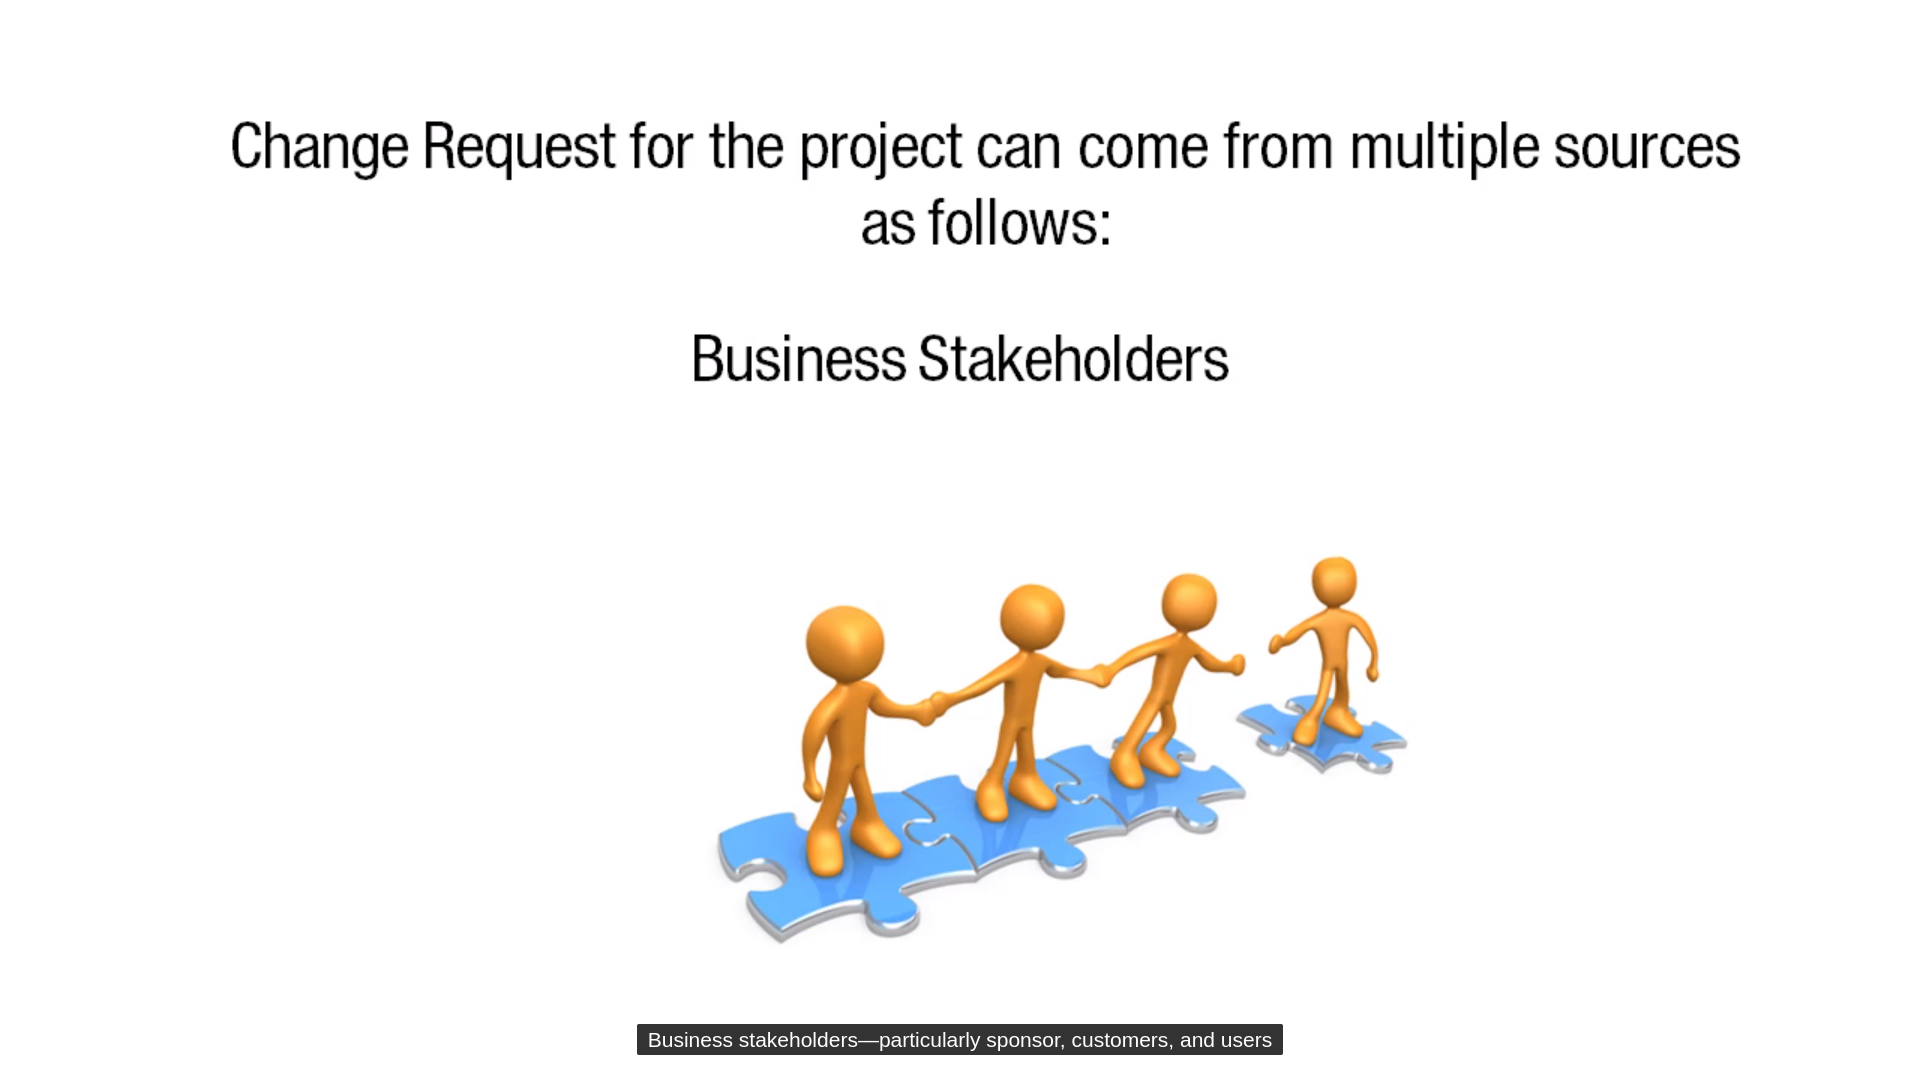 Change Request for the project can come from multiple sources
as follows:
Business Stakeholders
Business stakeholders—particularly sponsor, customers, and users